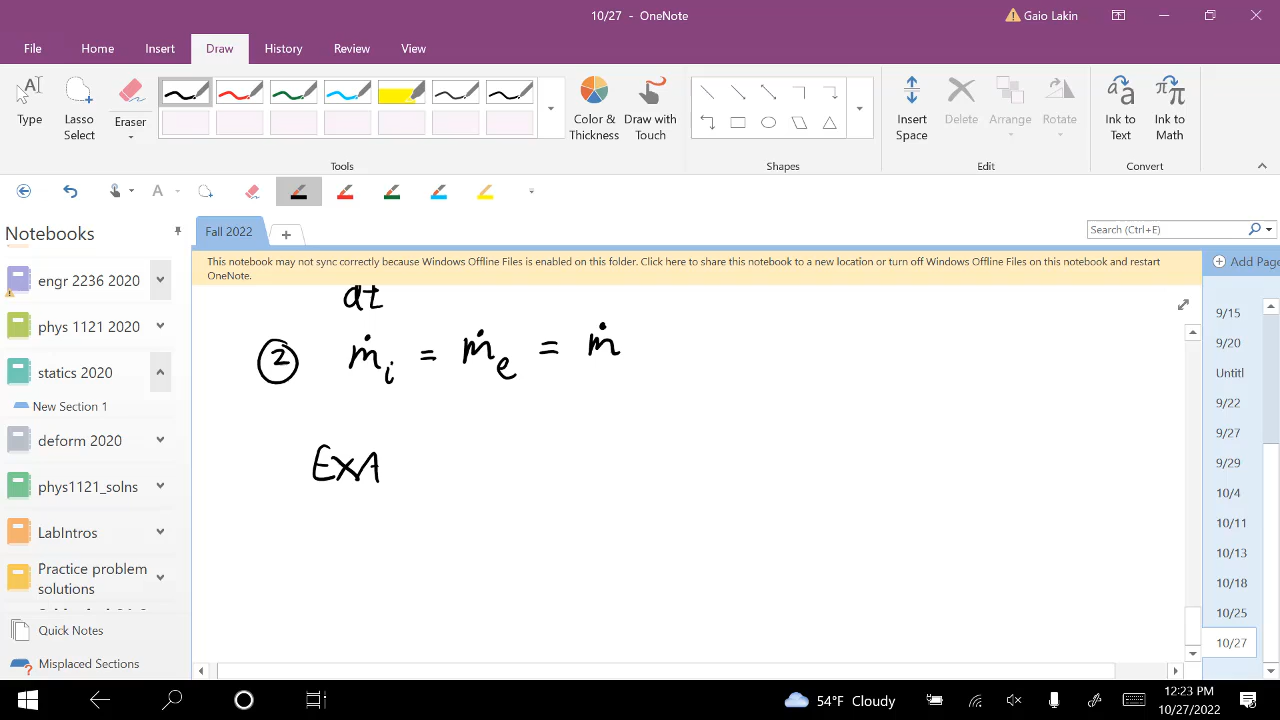 10/27 - OneNote
Gaio Lakin
File Home Insert Draw History Review View
Type
Lasso Select
Eraser
Color & Thickness
Draw with Touch
Insert Space
Delete
Arrange
Rotate
Ink to Text
Ink to Math
Tools Shapes Edit Convert
Notebooks
Fall 2022
Search (Ctrl+E)
This notebook may not sync correctly because Windows Offline Files is enabled on this folder. Click here to share this notebook to a new location or turn off Windows Offline Files on this notebook and restart
OneNote.
Add Page
engr 2236 2020
phys 1121 2020
statics 2020
New Section 1
deform 2020
phys1121_solns
LabIntros
Practice problem
solutions
Quick Notes
Misplaced Sections
dt
② ṁi = ṁe = ṁ
EXA
9/15
9/20
Untitl
9/22
9/27
9/29
10/4
10/11
10/13
10/18
10/25
10/27
54°F Cloudy
12:23 PM
10/27/2022